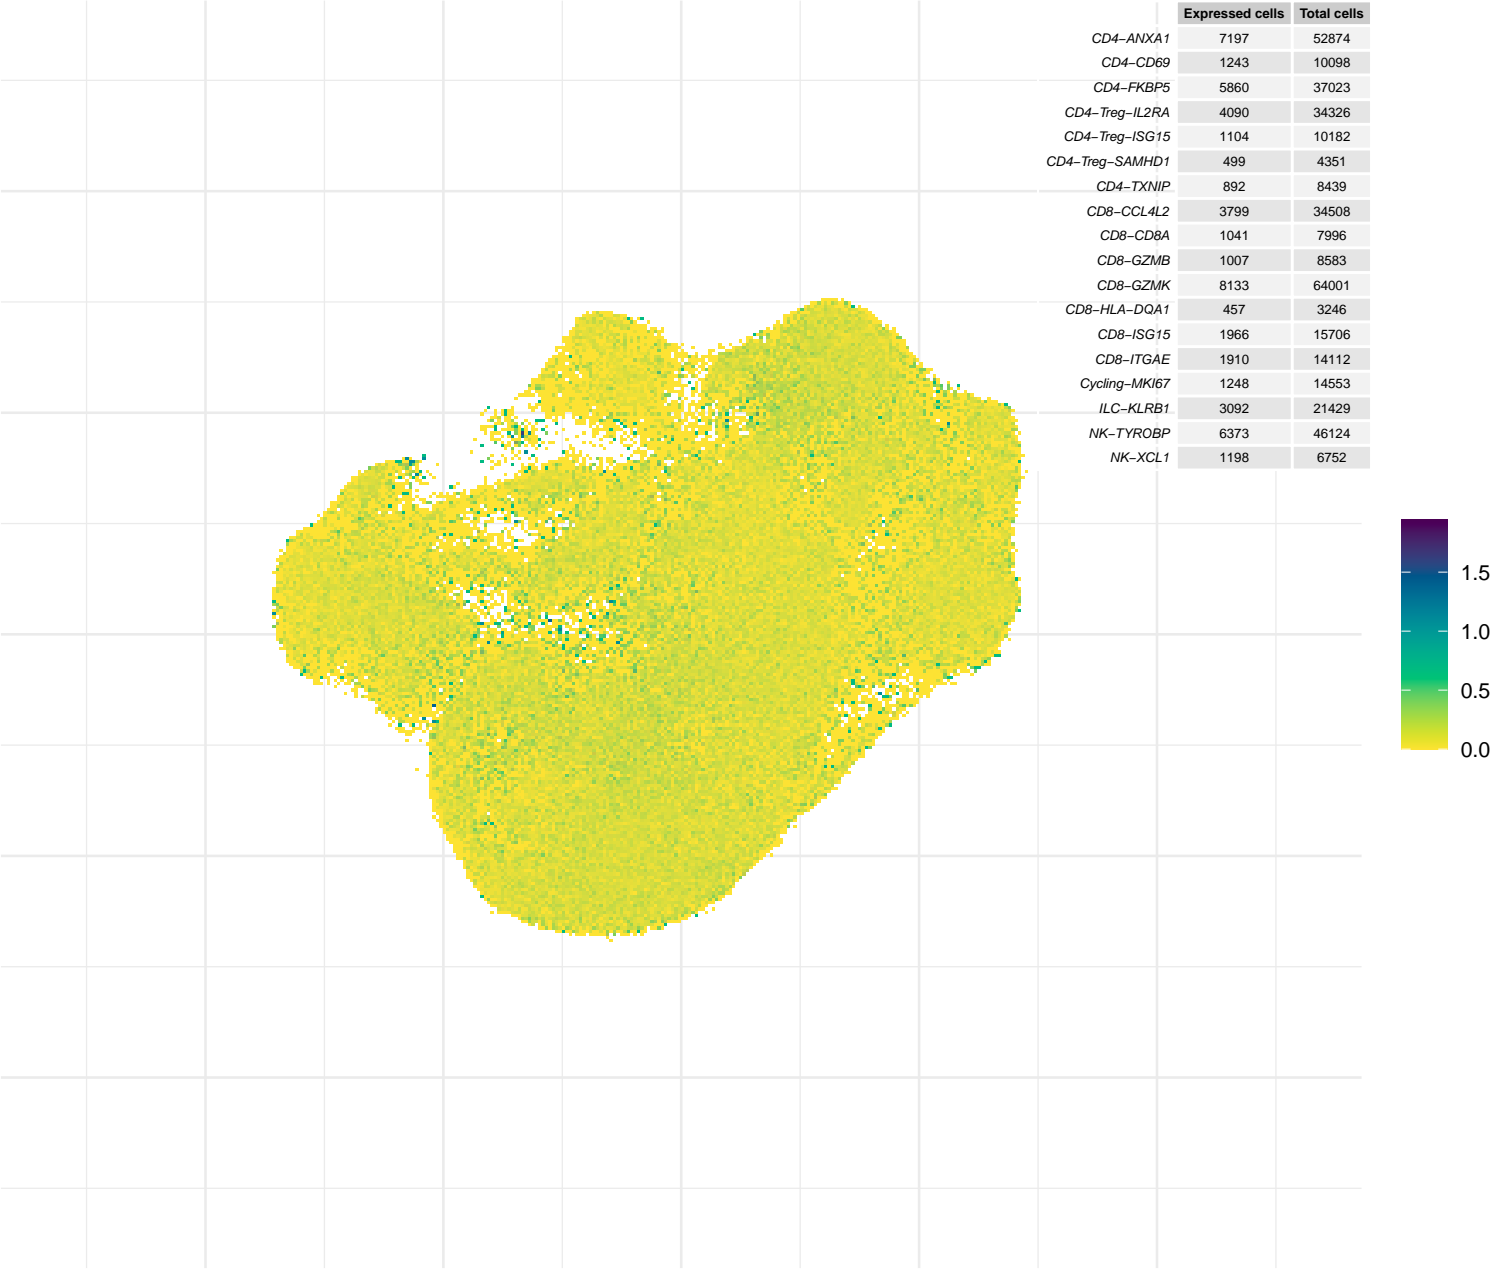 Expressed cells Total cells
CD4−ANXA1 7197 52874
CD4−CD69 1243 10098
CD4−FKBP5 5860 37023
CD4−Treg−IL2RA 4090 34326
CD4−Treg−ISG15 1104 10182
CD4−Treg−SAMHD1 499 4351
CD4−TXNIP 892 8439
CD8−CCL4L2 3799 34508
CD8−CD8A 1041 7996
CD8−GZMB 1007 8583
CD8−GZMK 8133 64001
CD8−HLA−DQA1 457 3246
CD8−ISG15 1966 15706
CD8−ITGAE 1910 14112
Cycling−MKI67 1248 14553
ILC−KLRB1 3092 21429
NK−TYROBP 6373 46124
NK−XCL1 1198 6752
1.5
1.0
0.5
0.0